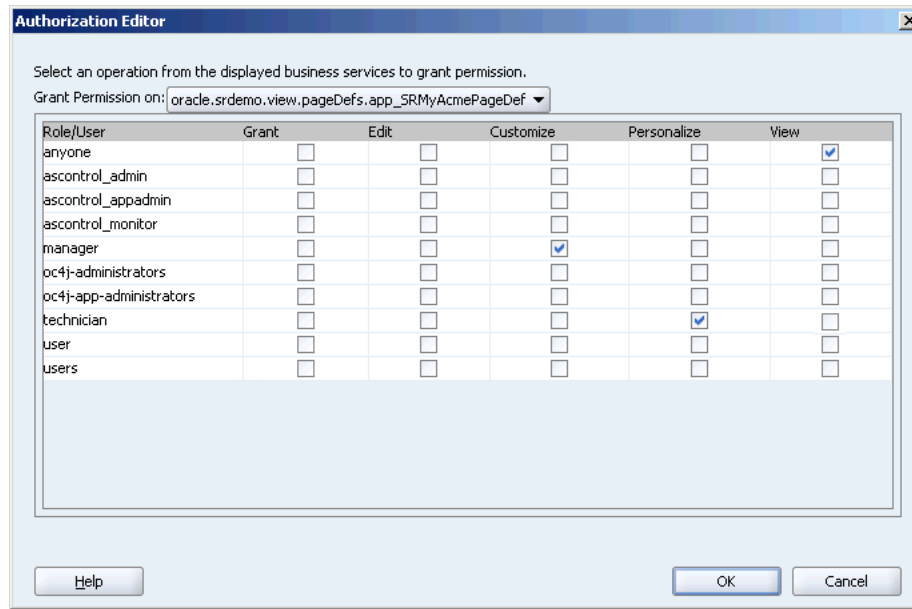 Authorization Editor
Select an operation from the displayed business services to grant permission.
Grant Permission on: oracle.srdemo.view.pageDefs.app_SRMyAcmePageDef
Role/User Grant Edit Customize Personalize View
anyone
ascontrol_admin
ascontrol_appadmin
ascontrol_monitor
manager
oc4j-administrators
oc4j-app-administrators
technician
user
users
Help OK Cancel